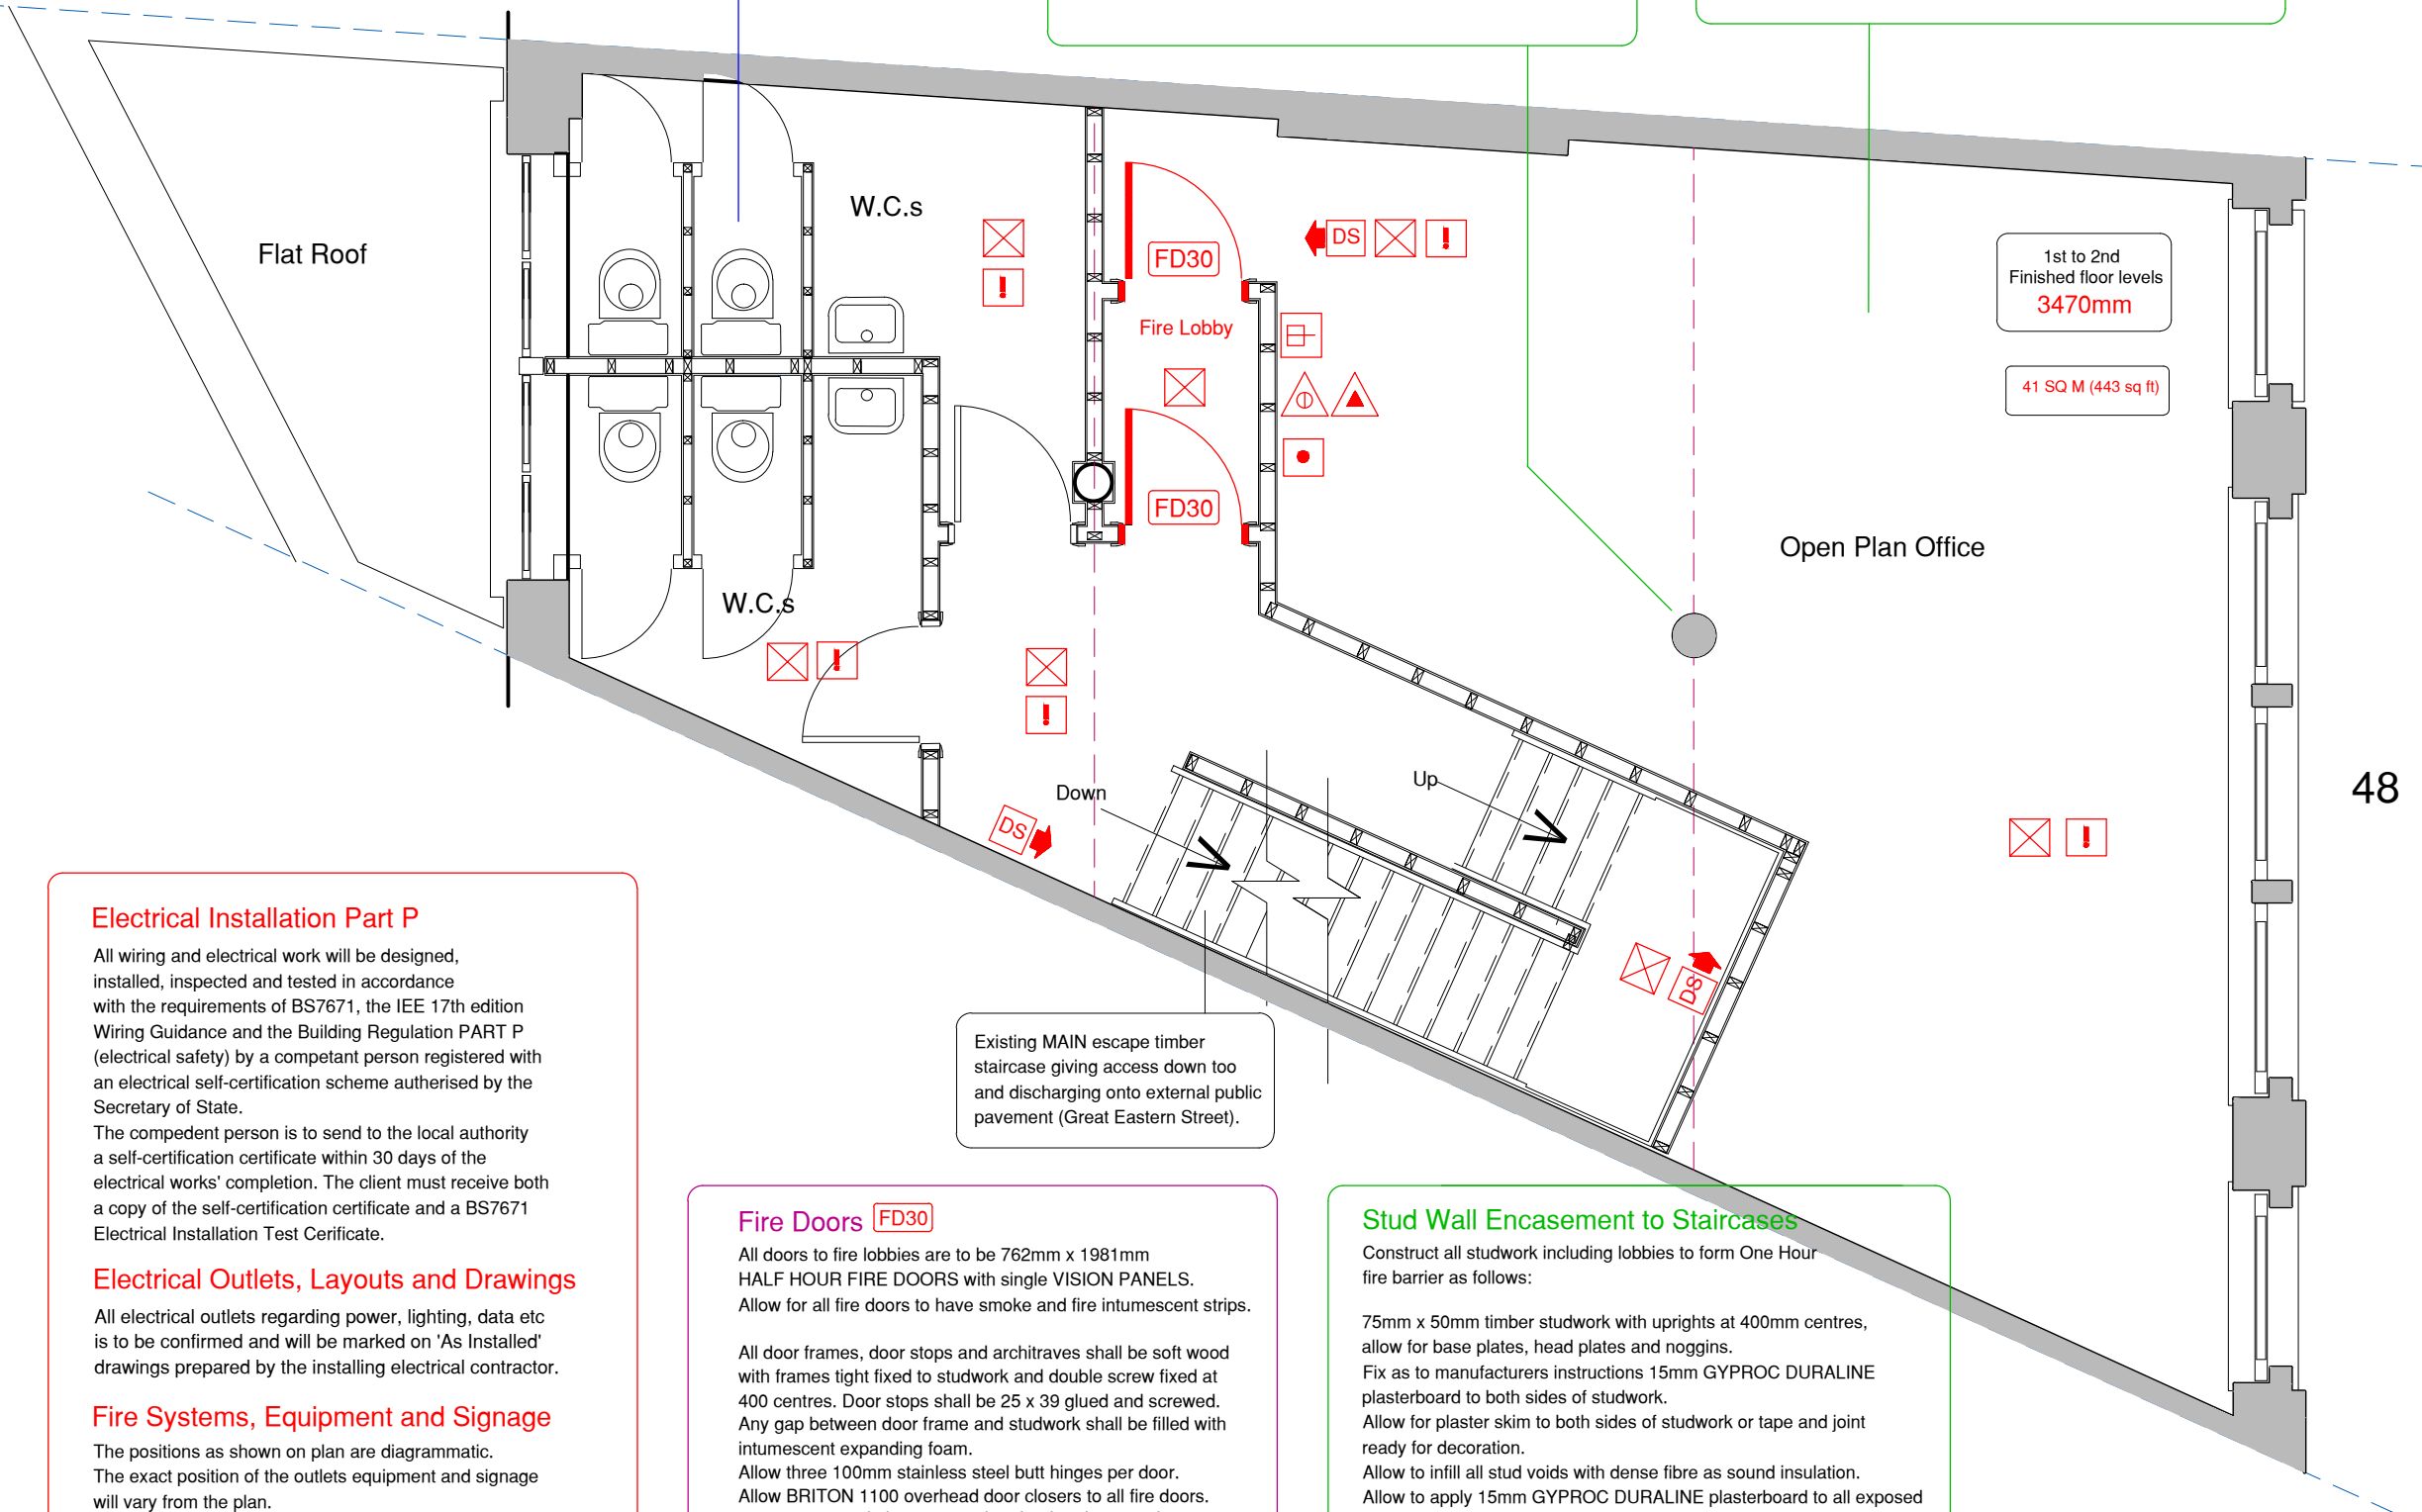 Flat Roof
W.C.s
FD30
DS
!
!
Fire Lobby
1st to 2nd
Finished floor levels
3470mm
41 SQ M (443 sq ft)
FD30
Open Plan Office
W.C.s
!
!
Down
Up
DS
!
48
DS
Existing MAIN escape timber
staircase giving access down too
and discharging onto external public
pavement (Great Eastern Street).
Electrical Installation Part P
All wiring and electrical work will be designed,
installed, inspected and tested in accordance
with the requirements of BS7671, the IEE 17th edition
Wiring Guidance and the Building Regulation PART P
(electrical safety) by a competant person registered with
an electrical self-certification scheme autherised by the
Secretary of State.
The compedent person is to send to the local authority
a self-certification certificate within 30 days of the
electrical works' completion. The client must receive both
a copy of the self-certification certificate and a BS7671
Electrical Installation Test Cerificate.
Electrical Outlets, Layouts and Drawings
All electrical outlets regarding power, lighting, data etc
is to be confirmed and will be marked on 'As Installed'
drawings prepared by the installing electrical contractor.
Fire Systems, Equipment and Signage
The positions as shown on plan are diagrammatic.
The exact position of the outlets equipment and signage
will vary from the plan.
Fire Doors FD30
All doors to fire lobbies are to be 762mm x 1981mm
HALF HOUR FIRE DOORS with single VISION PANELS.
Allow for all fire doors to have smoke and fire intumescent strips.
All door frames, door stops and architraves shall be soft wood
with frames tight fixed to studwork and double screw fixed at
400 centres. Door stops shall be 25 x 39 glued and screwed.
Any gap between door frame and studwork shall be filled with
intumescent expanding foam.
Allow three 100mm stainless steel butt hinges per door.
Allow BRITON 1100 overhead door closers to all fire doors.
Stud Wall Encasement to Staircases
Construct all studwork including lobbies to form One Hour
fire barrier as follows:
75mm x 50mm timber studwork with uprights at 400mm centres,
allow for base plates, head plates and noggins.
Fix as to manufacturers instructions 15mm GYPROC DURALINE
plasterboard to both sides of studwork.
Allow for plaster skim to both sides of studwork or tape and joint
ready for decoration.
Allow to infill all stud voids with dense fibre as sound insulation.
Allow to apply 15mm GYPROC DURALINE plasterboard to all exposed